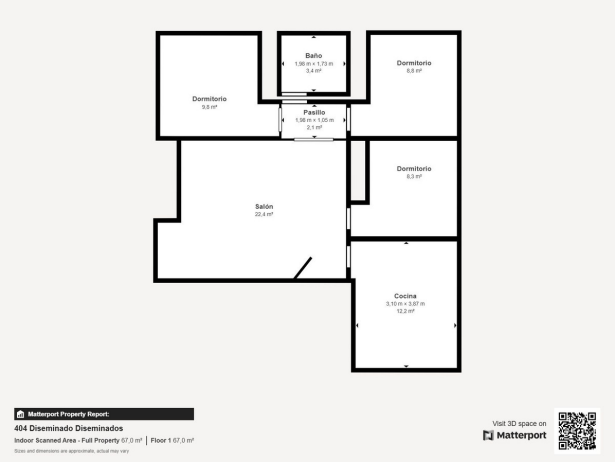 Baño
1,98 m × 1,73 m
3,4 m²
Dormitorio
8,8 m²
Dormitorio
9,8 m²
Pasillo
1,98 m × 1,05 m
2,1 m²
Dormitorio
8,3 m²
Salón
22,4 m²
Cocina
3,10 m × 3,87 m
12,2 m²
Matterport Property Report:
404 Diseminado Diseminados
Indoor Scanned Area - Full Property 67,0 m² | Floor 1 67,0 m²
Sizes and dimensions are approximate, actual may vary
Visit 3D space on
Matterport